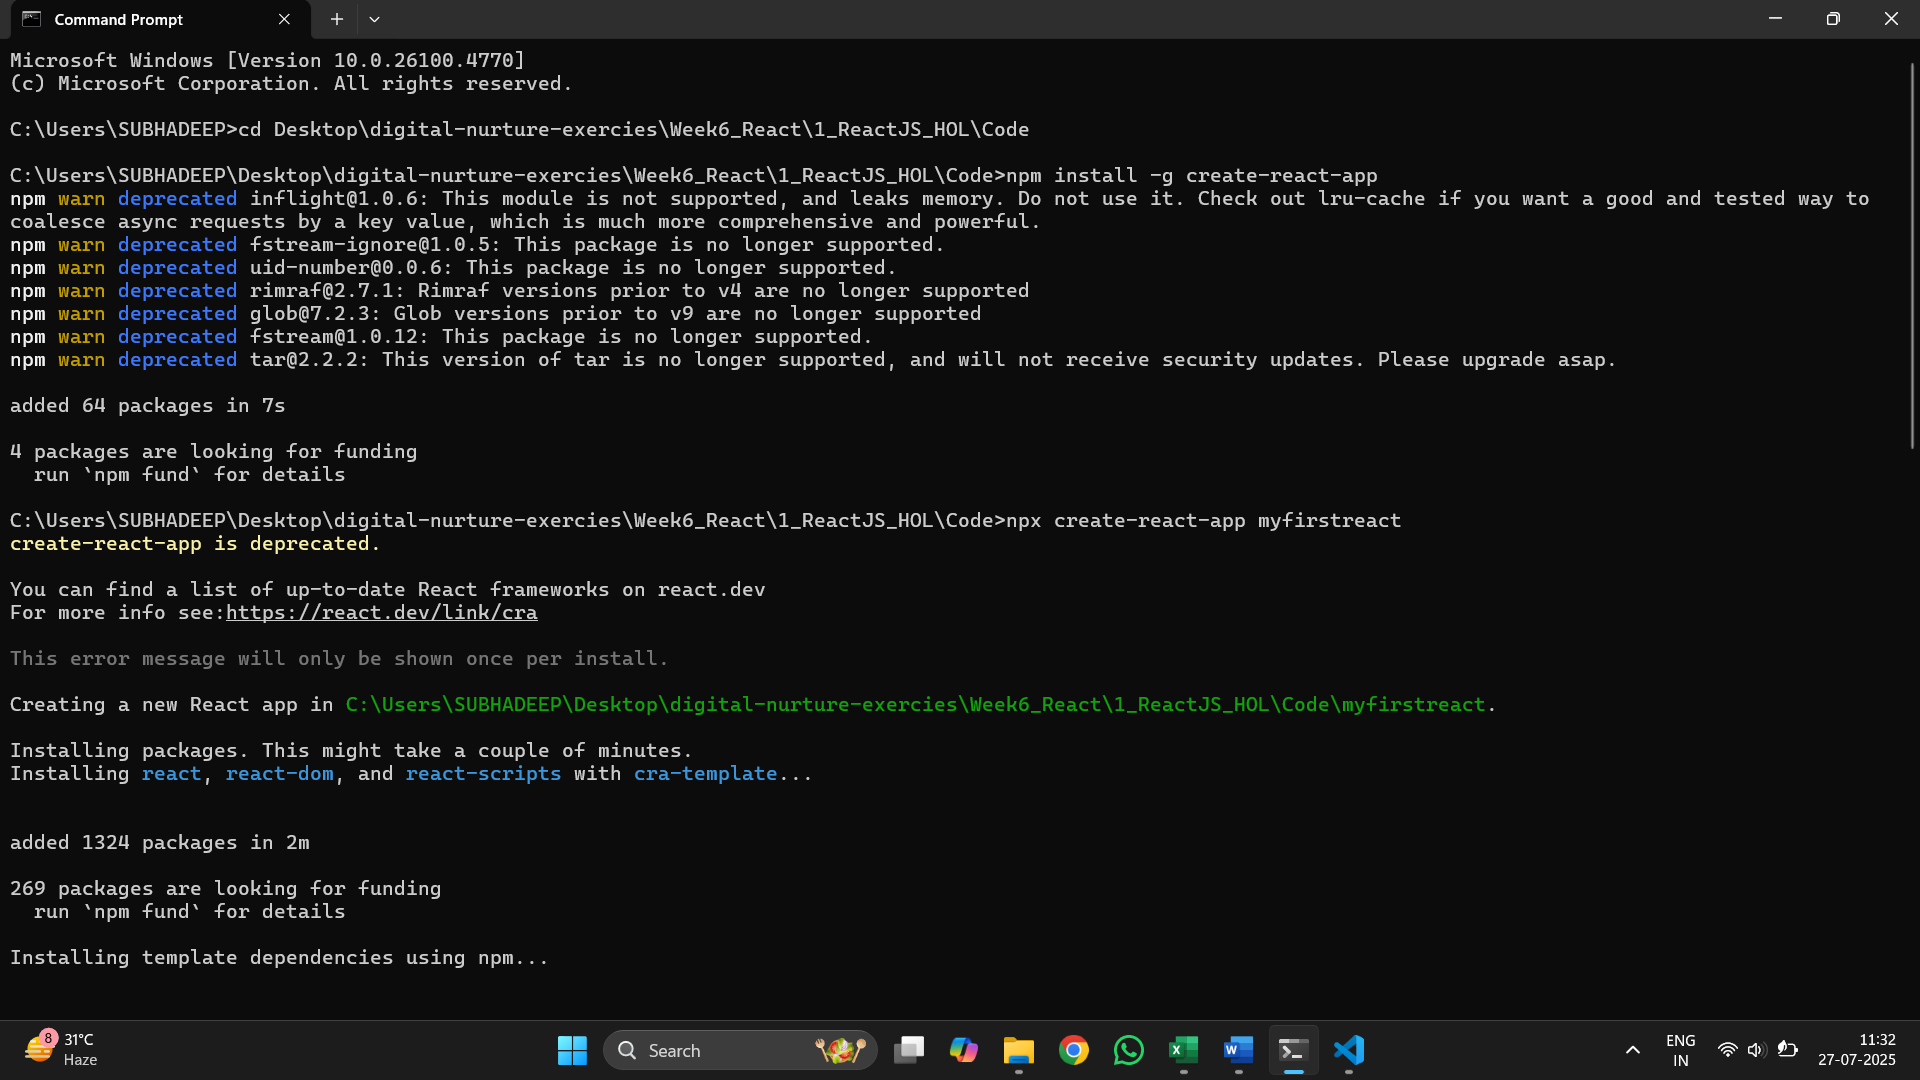 Command Prompt
Microsoft Windows [Version 10.0.26100.4770]
(c) Microsoft Corporation. All rights reserved.
C:\Users\SUBHADEEP>cd Desktop\digital-nurture-exercies\Week6_React\1_ReactJS_HOL\Code
C:\Users\SUBHADEEP\Desktop\digital-nurture-exercies\Week6_React\1_ReactJS_HOL\Code>npm install -g create-react-app
npm warn deprecated inflight@1.0.6: This module is not supported, and leaks memory. Do not use it. Check out lru-cache if you want a good and tested way to
coalesce async requests by a key value, which is much more comprehensive and powerful.
npm warn deprecated fstream-ignore@1.0.5: This package is no longer supported.
npm warn deprecated uid-number@0.0.6: This package is no longer supported.
npm warn deprecated rimraf@2.7.1: Rimraf versions prior to v4 are no longer supported
npm warn deprecated glob@7.2.3: Glob versions prior to v9 are no longer supported
npm warn deprecated fstream@1.0.12: This package is no longer supported.
npm warn deprecated tar@2.2.2: This version of tar is no longer supported, and will not receive security updates. Please upgrade asap.
added 64 packages in 7s
4 packages are looking for funding
  run `npm fund` for details
C:\Users\SUBHADEEP\Desktop\digital-nurture-exercies\Week6_React\1_ReactJS_HOL\Code>npx create-react-app myfirstreact
create-react-app is deprecated.
You can find a list of up-to-date React frameworks on react.dev
For more info see:https://react.dev/link/cra
This error message will only be shown once per install.
Creating a new React app in C:\Users\SUBHADEEP\Desktop\digital-nurture-exercies\Week6_React\1_ReactJS_HOL\Code\myfirstreact.
Installing packages. This might take a couple of minutes.
Installing react, react-dom, and react-scripts with cra-template...
added 1324 packages in 2m
269 packages are looking for funding
  run `npm fund` for details
Installing template dependencies using npm...
8
31°C
Haze
Search
X
W
ENG
IN
11:32
27-07-2025